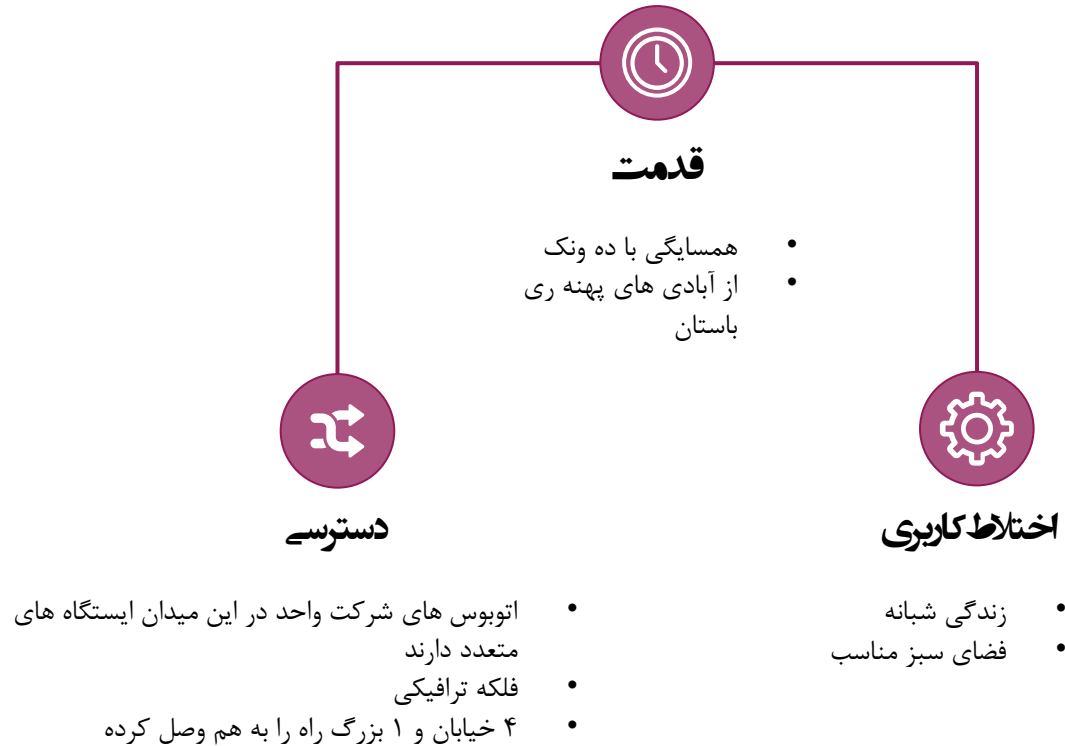 قدمت
• همسایگی با ده ونک
• از آبادی های پهنه ری
باستان
اختلاط کاربری
• زندگی شبانه
• فضای سبز مناسب
دسترسی
• اتوبوس های شرکت واحد در این میدان ایستگاه های
متعدد دارند
• فلکه ترافیکی
• ۴ خیابان و ۱ بزرگ راه را به هم وصل کرده